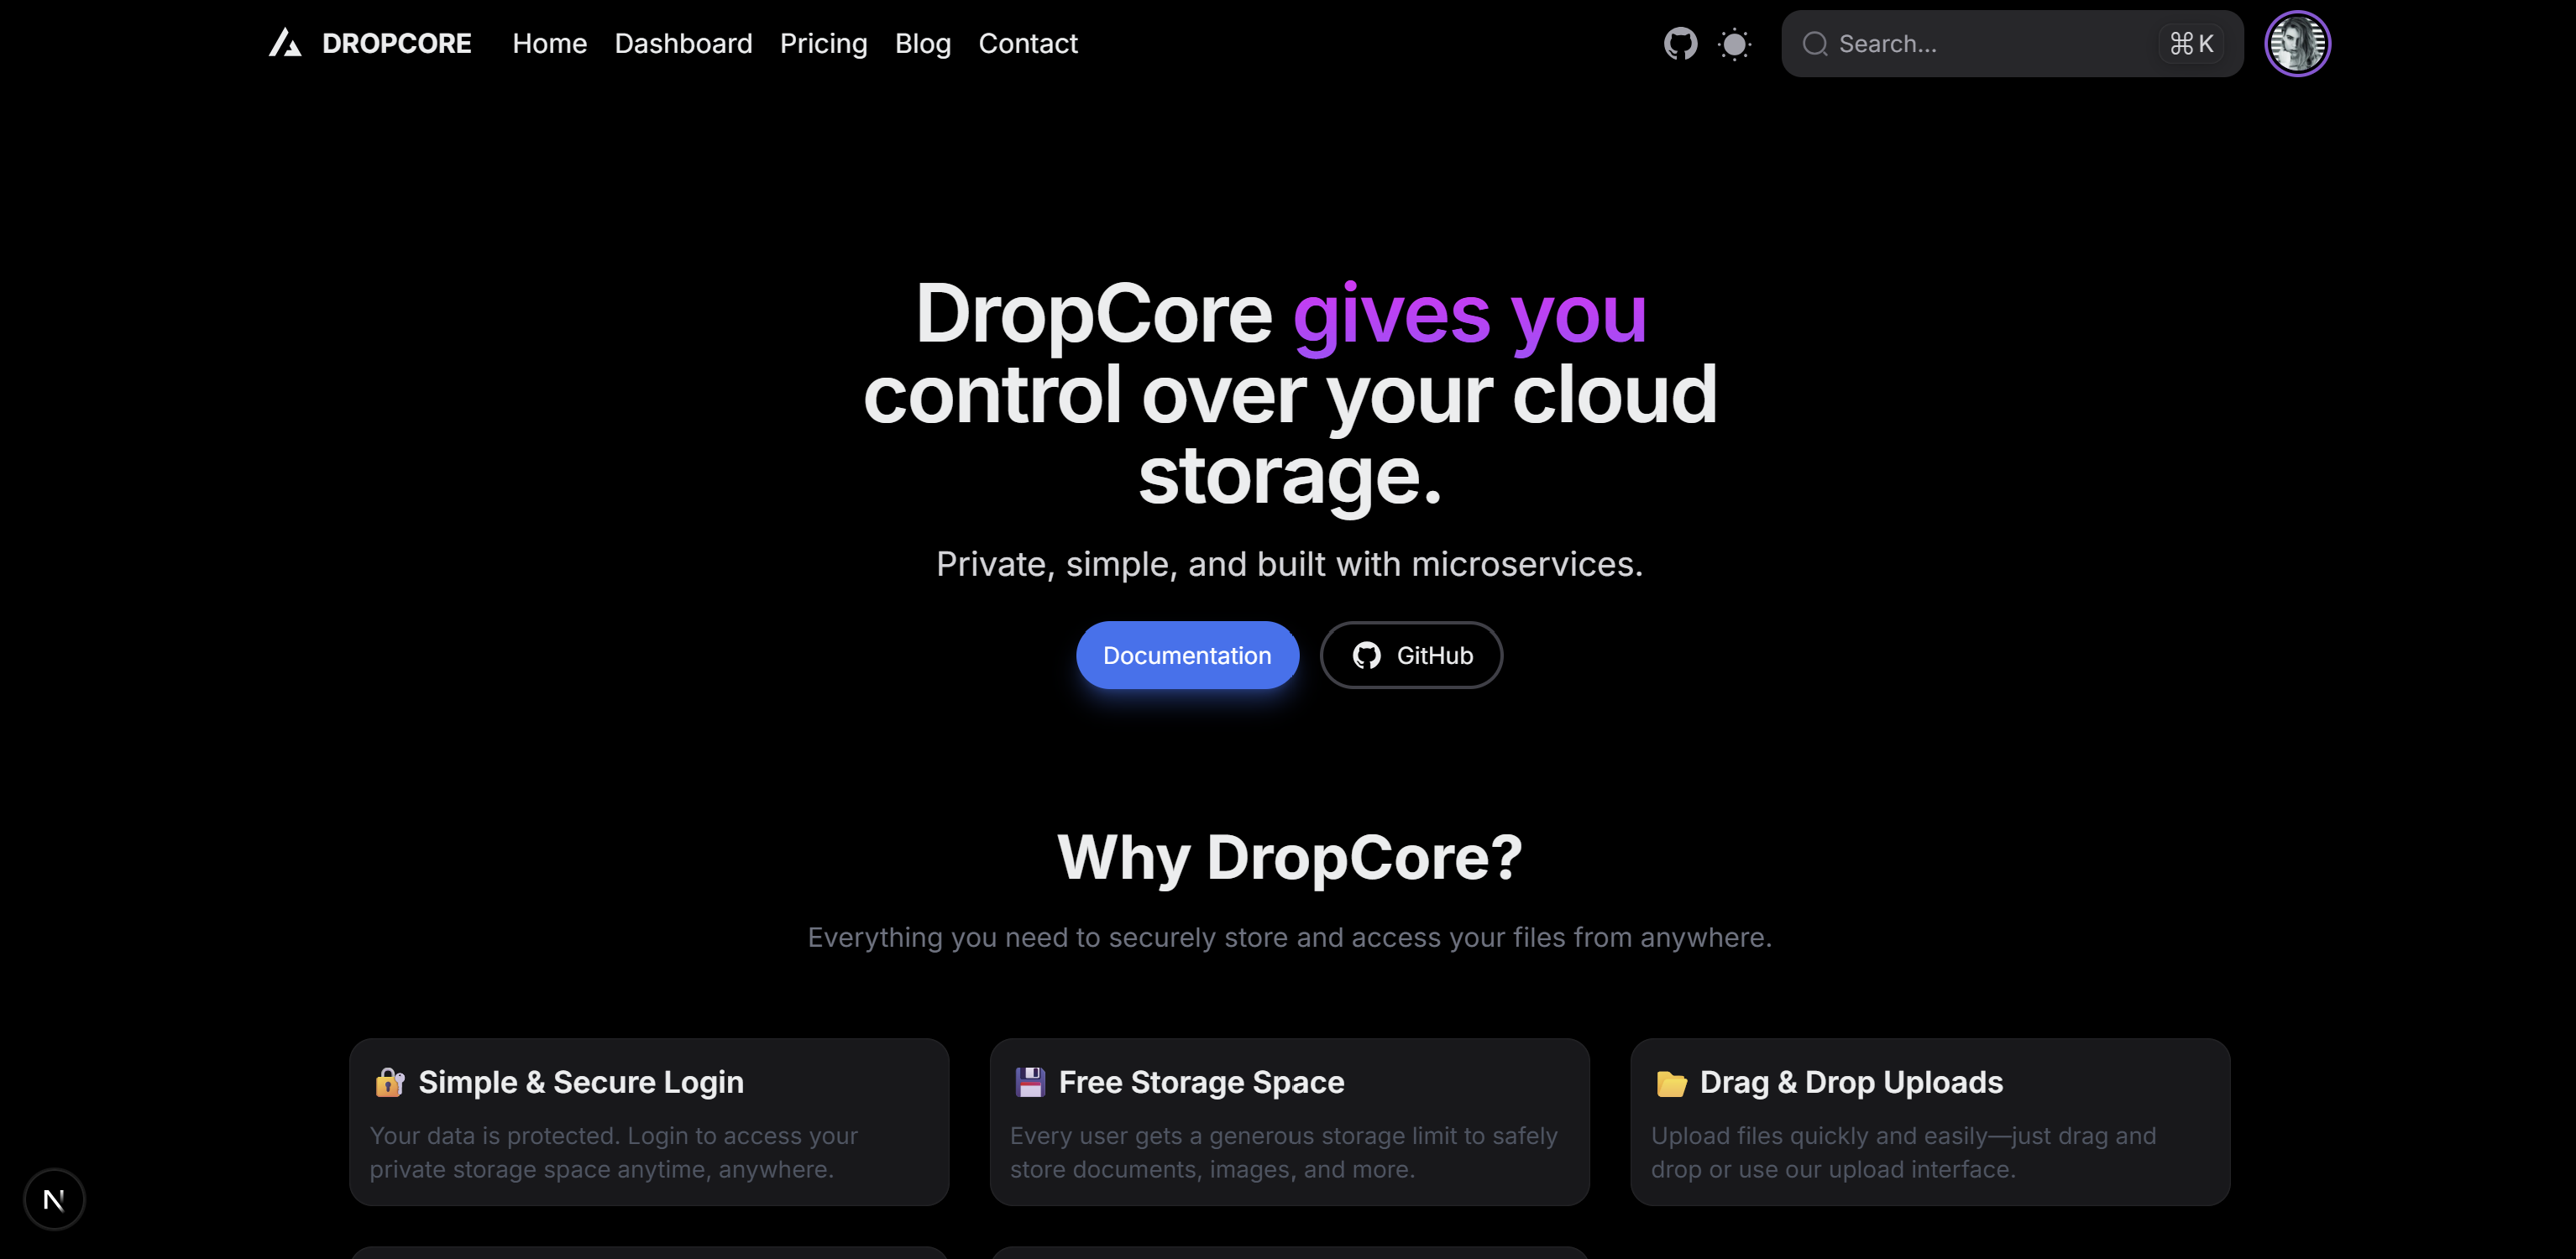 DROPCORE Home Dashboard Pricing Blog Contact Search... ⌘K
DropCore gives you
control over your cloud
storage.
Private, simple, and built with microservices.
Documentation GitHub
Why DropCore?
Everything you need to securely store and access your files from anywhere.
Simple & Secure Login
Your data is protected. Login to access your
private storage space anytime, anywhere.
Free Storage Space
Every user gets a generous storage limit to safely
store documents, images, and more.
Drag & Drop Uploads
Upload files quickly and easily—just drag and
drop or use our upload interface.
N